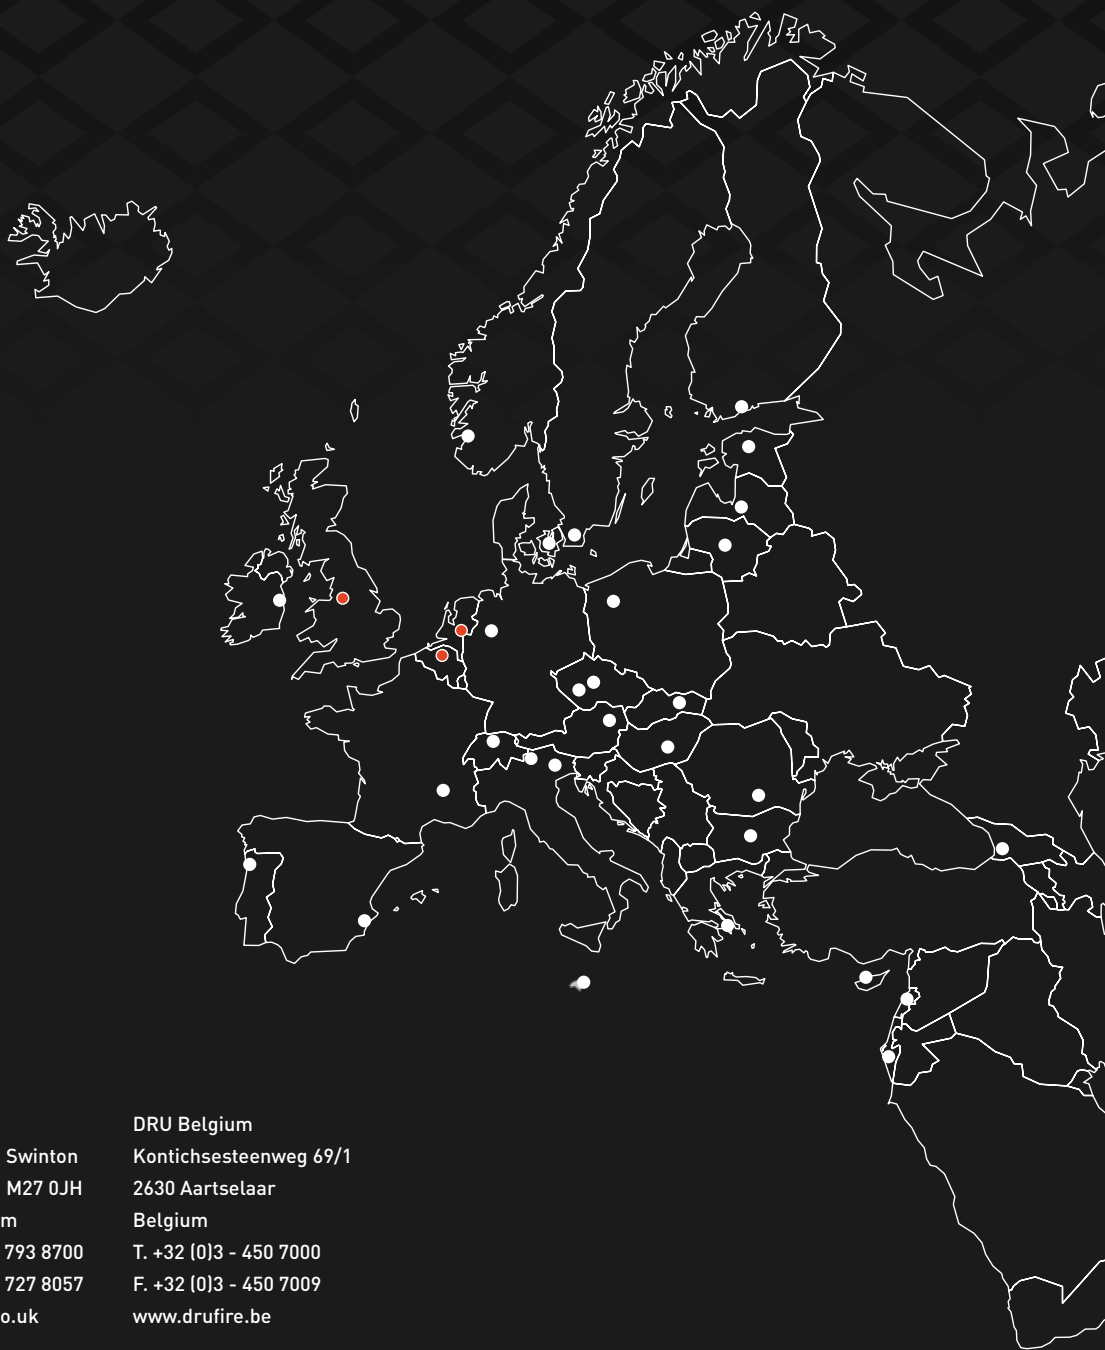 Swinton
M27 0JH
m
793 8700
727 8057
o.uk
DRU Belgium
Kontichsesteenweg 69/1
2630 Aartselaar
Belgium
T. +32 (0)3 - 450 7000
F. +32 (0)3 - 450 7009
www.drufire.be